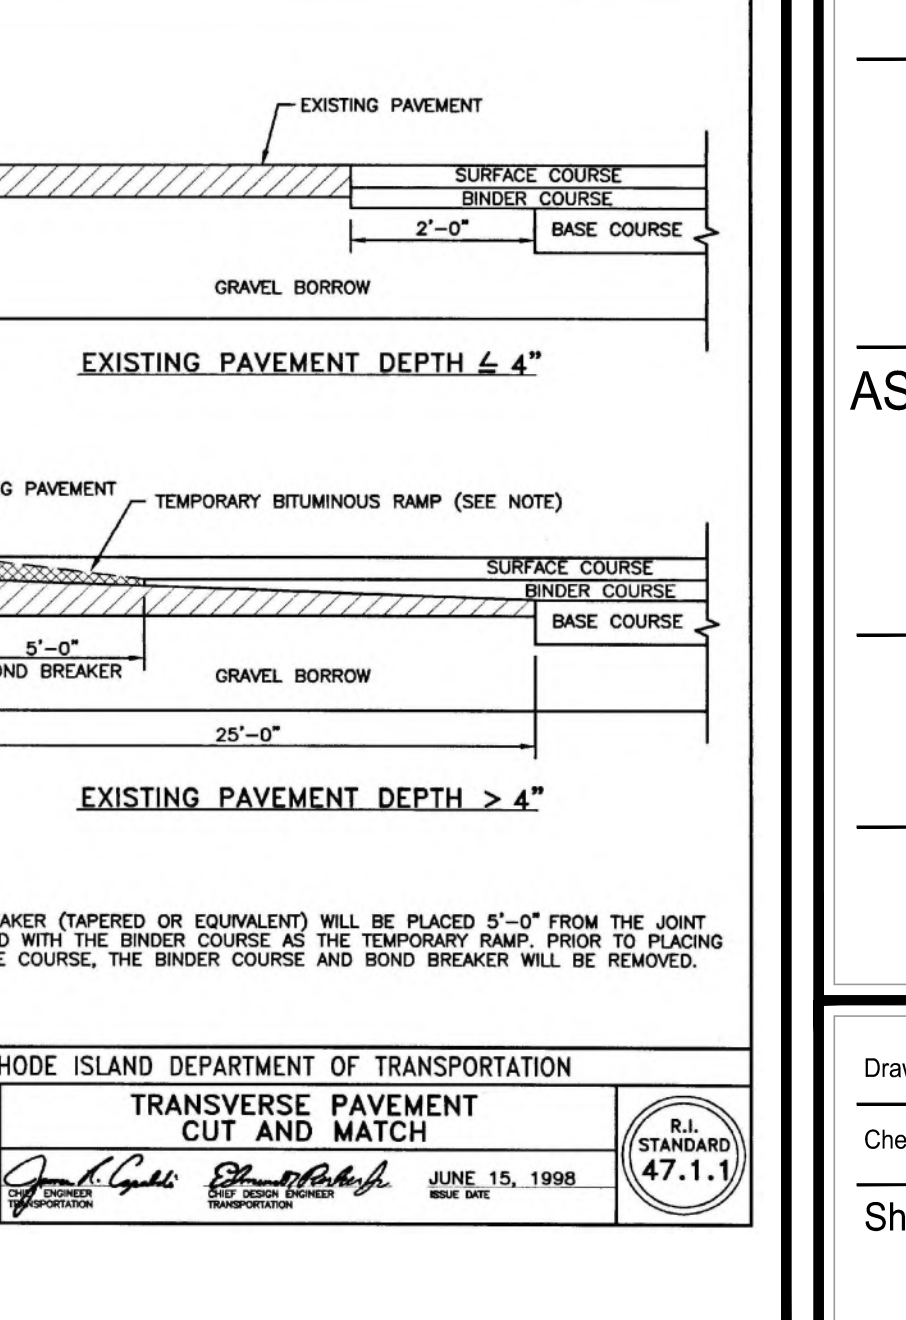 EXISTING PAVEMENT
SURFACE COURSE
BINDER COURSE
2'-0" BASE COURSE
GRAVEL BORROW
EXISTING PAVEMENT DEPTH ≤ 4"
AS
G PAVEMENT
TEMPORARY BITUMINOUS RAMP (SEE NOTE)
SURFACE COURSE
BINDER COURSE
BASE COURSE
5'-0"
OND BREAKER
GRAVEL BORROW
25'-0"
EXISTING PAVEMENT DEPTH > 4"
AKER (TAPERED OR EQUIVALENT) WILL BE PLACED 5'-0" FROM THE JOINT
D WITH THE BINDER COURSE AS THE TEMPORARY RAMP. PRIOR TO PLACING
E COURSE, THE BINDER COURSE AND BOND BREAKER WILL BE REMOVED.
HODE ISLAND DEPARTMENT OF TRANSPORTATION
TRANSVERSE PAVEMENT
CUT AND MATCH
R.I.
STANDARD
47.1.1
CHIEF ENGINEER
TRANSPORTATION
CHIEF DESIGN ENGINEER
TRANSPORTATION
JUNE 15, 1998
ISSUE DATE
Draw
Che
Sh